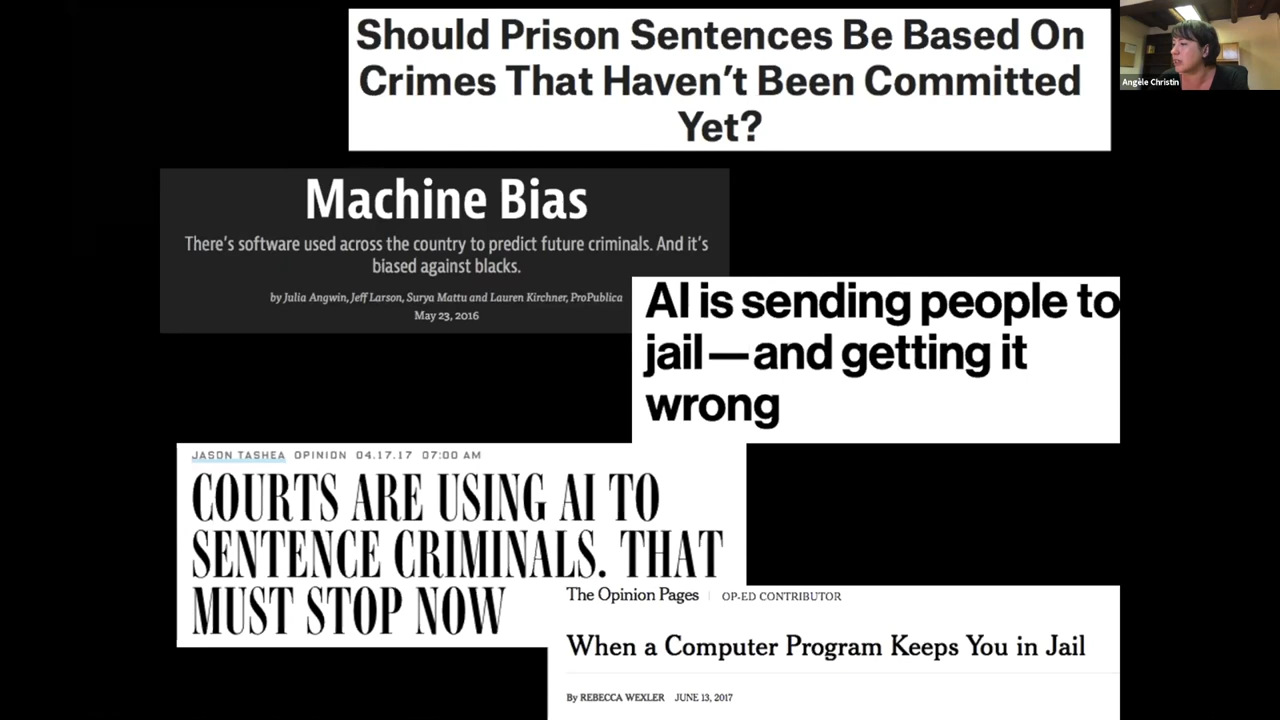 Should Prison Sentences Be Based On
Crimes That Haven't Been Committed
Yet?
Angèle Christin
Machine Bias
There's software used across the country to predict future criminals. And it's
biased against blacks.
by Julia Angwin, Jeff Larson, Surya Mattu and Lauren Kirchner, ProPublica
May 23, 2016
AI is sending people to
jail—and getting it
wrong
JASON TASHEA OPINION 04.17.17 07:00 AM
COURTS ARE USING AI TO
SENTENCE CRIMINALS. THAT
MUST STOP NOW
The Opinion Pages | OP-ED CONTRIBUTOR
When a Computer Program Keeps You in Jail
By REBECCA WEXLER JUNE 13, 2017